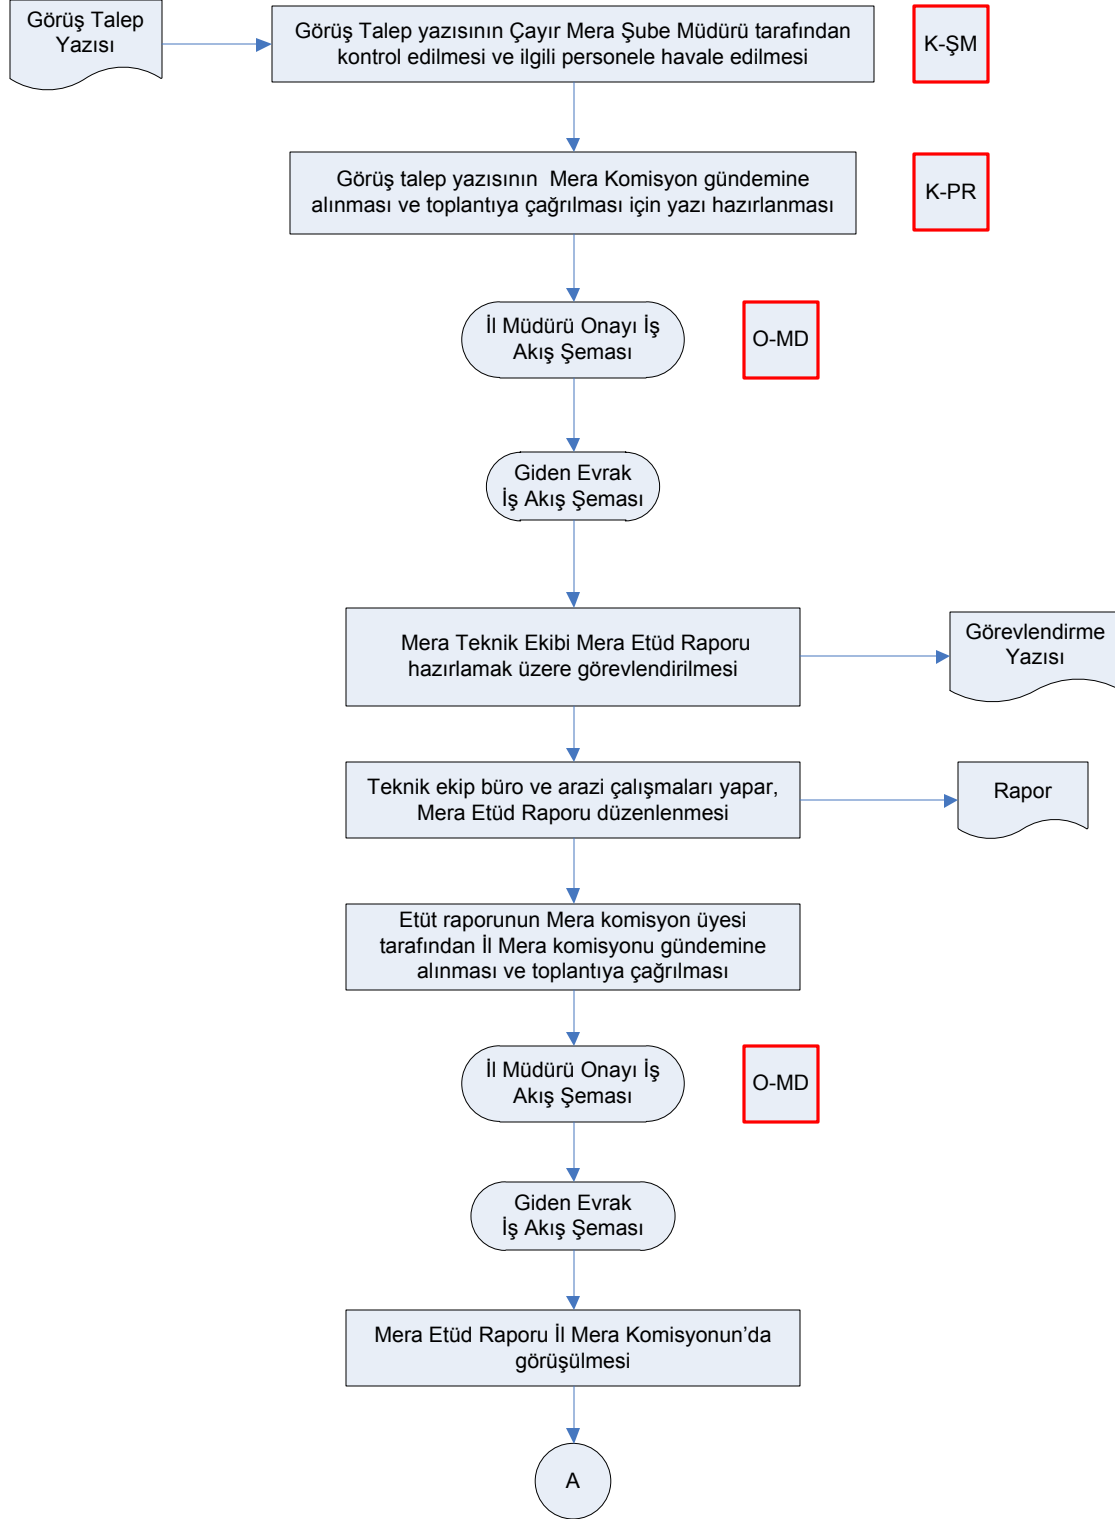 Görüş Talep
Yazısı
Görüş Talep yazısının Çayır Mera Şube Müdürü tarafından
kontrol edilmesi ve ilgili personele havale edilmesi
K-ŞM
Görüş talep yazısının  Mera Komisyon gündemine
alınması ve toplantıya çağrılması için yazı hazırlanması
K-PR
İl Müdürü Onayı İş
Akış Şeması
O-MD
Giden Evrak
İş Akış Şeması
Mera Teknik Ekibi Mera Etüd Raporu
hazırlamak üzere görevlendirilmesi
Görevlendirme
Yazısı
Teknik ekip büro ve arazi çalışmaları yapar,
Mera Etüd Raporu düzenlenmesi
Rapor
Etüt raporunun Mera komisyon üyesi
tarafından İl Mera komisyonu gündemine
alınması ve toplantıya çağrılması
İl Müdürü Onayı İş
Akış Şeması
O-MD
Giden Evrak
İş Akış Şeması
Mera Etüd Raporu İl Mera Komisyonun’da
görüşülmesi
A